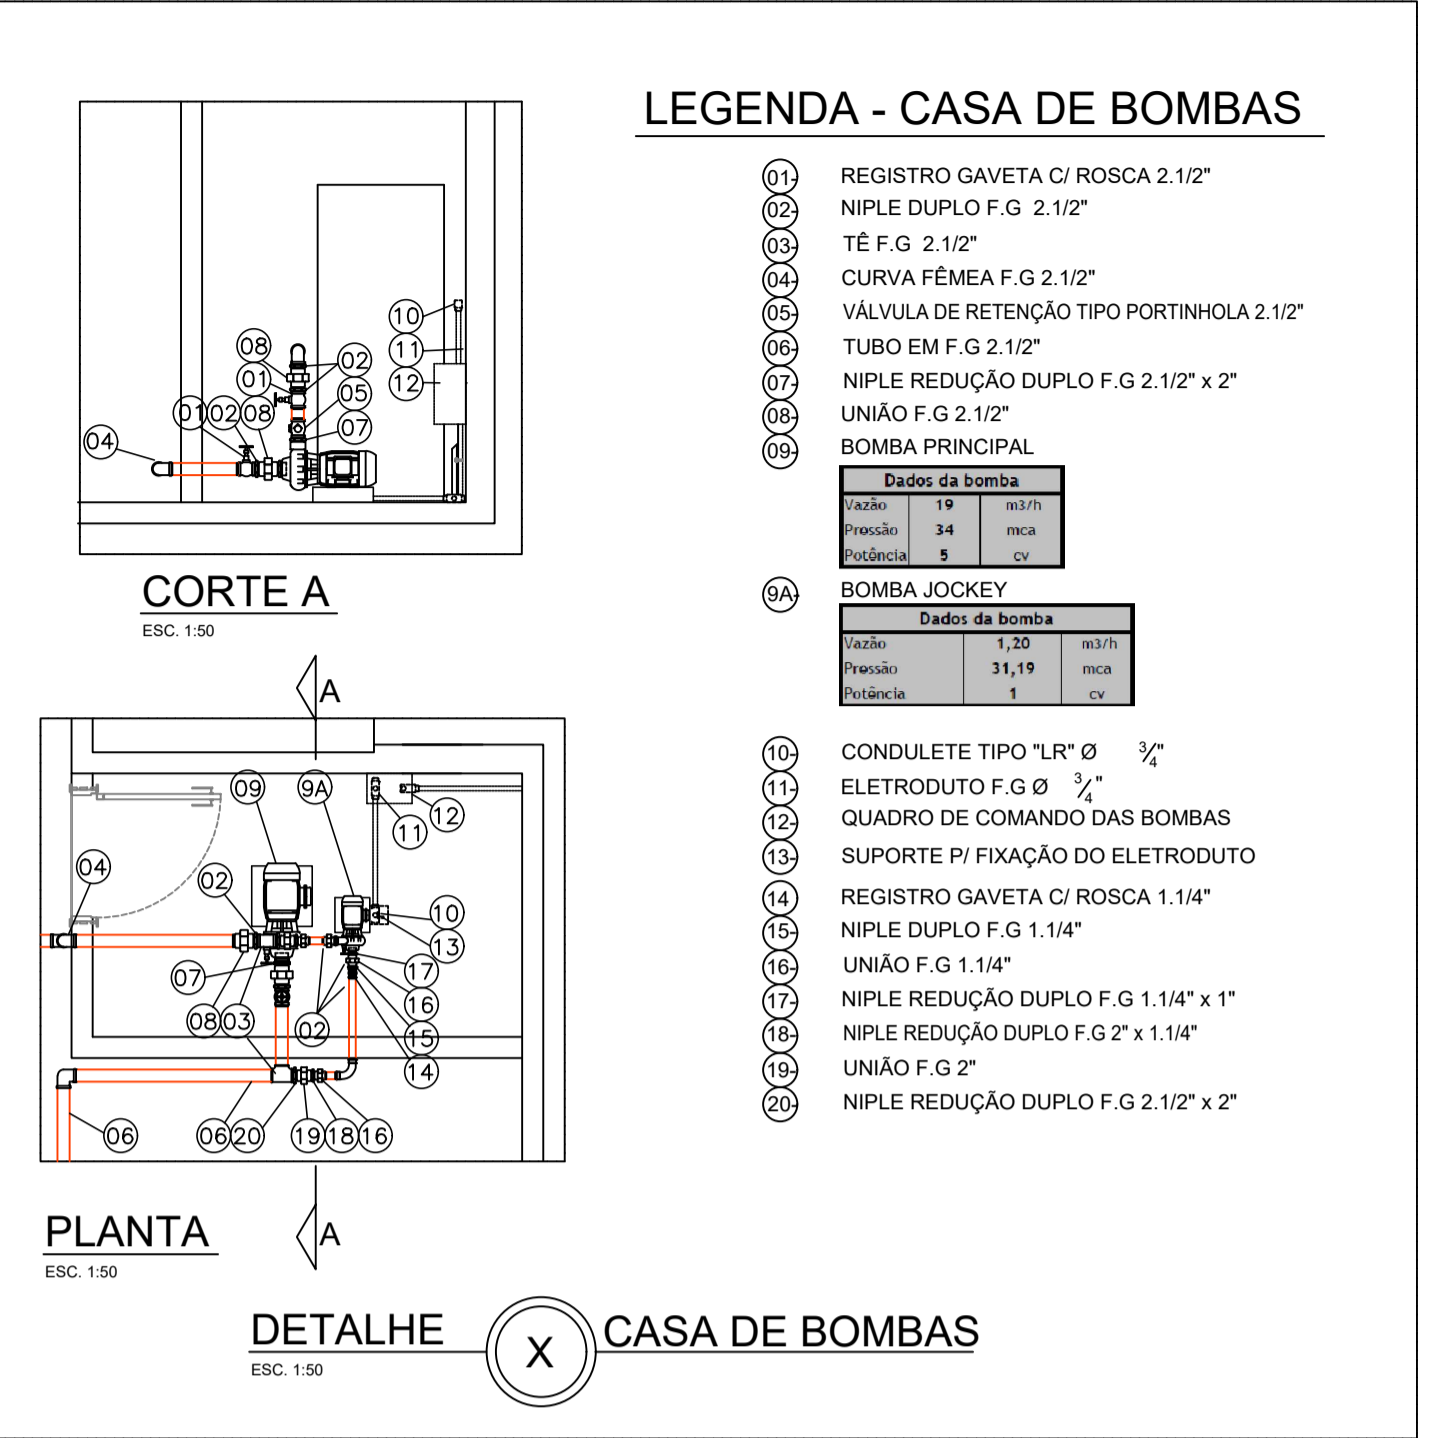 LEGENDA - CASA DE BOMBAS
01- REGISTRO GAVETA C/ ROSCA 2.1/2"
02- NIPLE DUPLO F.G 2.1/2"
03- TÊ F.G 2.1/2"
04- CURVA FÊMEA F.G 2.1/2"
05- VÁLVULA DE RETENÇÃO TIPO PORTINHOLA 2.1/2"
06- TUBO EM F.G 2.1/2"
07- NIPLE REDUÇÃO DUPLO F.G 2.1/2" x 2"
08- UNIÃO F.G 2.1/2"
09- BOMBA PRINCIPAL
Dados da bomba
Vazão 19 m3/h
Pressão 34 mca
Potência 5 cv
9A- BOMBA JOCKEY
Dados da bomba
Vazão 1,20 m3/h
Pressão 31,19 mca
Potência 1 cv
10- CONDULETE TIPO "LR" Ø 3/4"
11- ELETRODUTO F.G Ø 3/4"
12- QUADRO DE COMANDO DAS BOMBAS
13- SUPORTE P/ FIXAÇÃO DO ELETRODUTO
14 REGISTRO GAVETA C/ ROSCA 1.1/4"
15- NIPLE DUPLO F.G 1.1/4"
16- UNIÃO F.G 1.1/4"
17- NIPLE REDUÇÃO DUPLO F.G 1.1/4" x 1"
18- NIPLE REDUÇÃO DUPLO F.G 2" x 1.1/4"
19- UNIÃO F.G 2"
20- NIPLE REDUÇÃO DUPLO F.G 2.1/2" x 2"
10
11
08 02
01 12
05
01 02 08
07
04
CORTE A
ESC. 1:50
A
09 9A
12
11
04 02
10
13
07 17
16
08 03 02
15
14
06 06 20 19 18 16
A
PLANTA
ESC. 1:50
DETALHE X CASA DE BOMBAS
ESC. 1:50